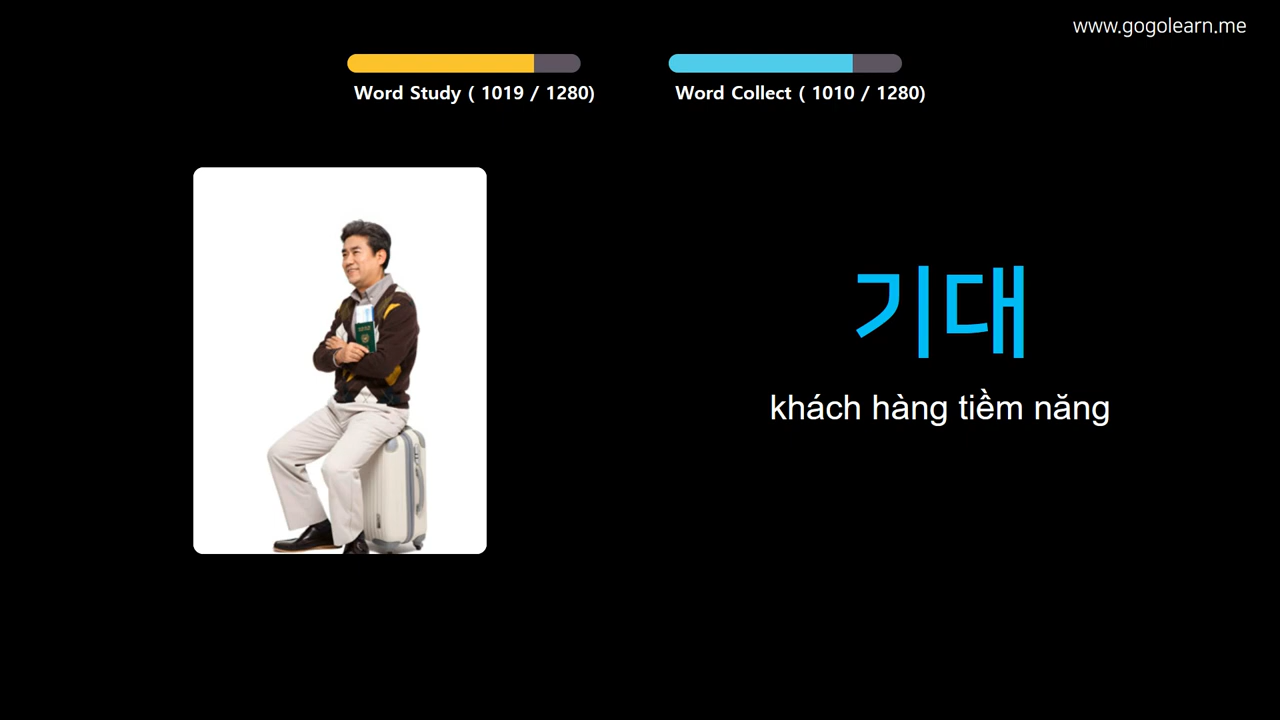 www.gogolearn.me
Word Study ( 1019 / 1280)
Word Collect ( 1010 / 1280)
기대
khách hàng tiềm năng